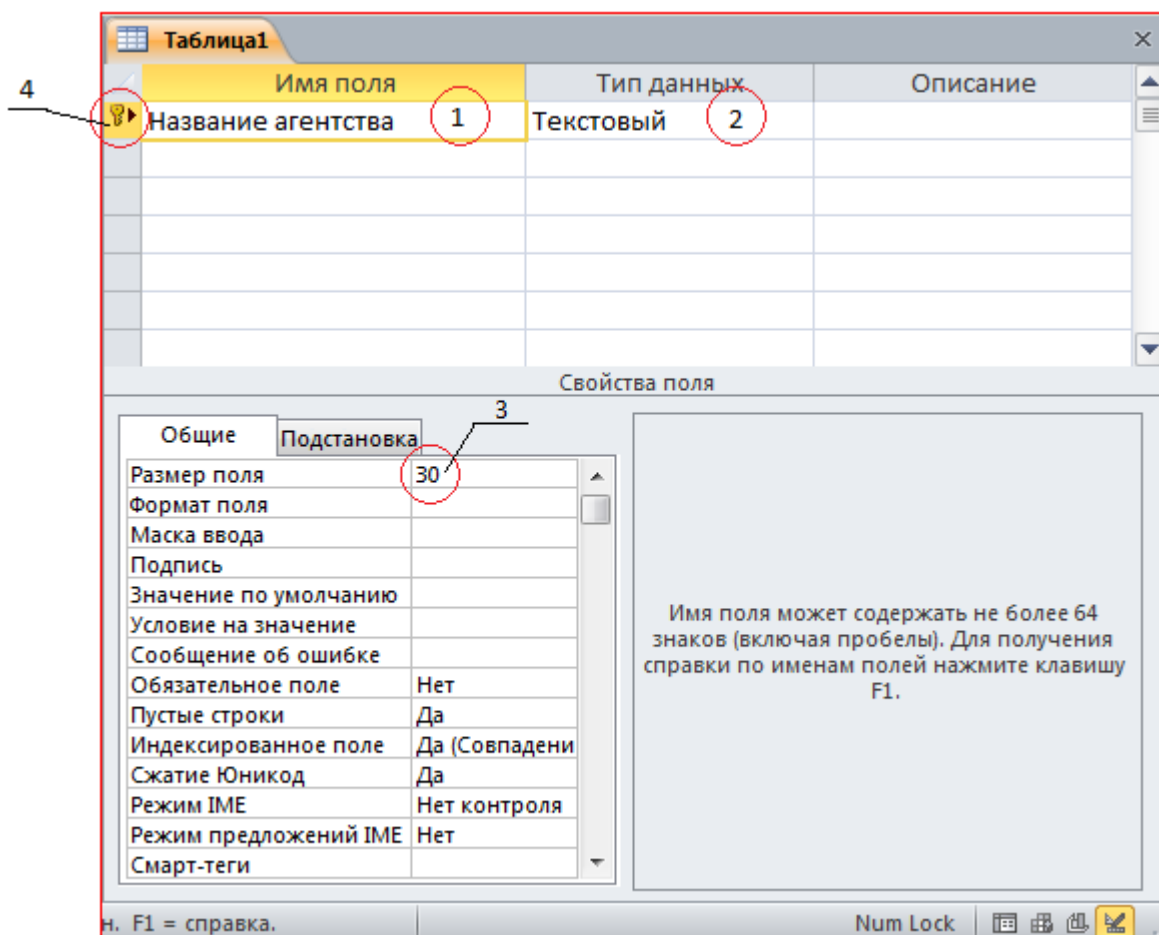 Таблица1
4
Имя поля Тип данных Описание
Название агентства 1 Текстовый 2
Свойства поля
3
Общие Подстановка
Размер поля 30
Формат поля
Маска ввода
Подпись
Значение по умолчанию
Условие на значение
Сообщение об ошибке
Обязательное поле Нет
Пустые строки Да
Индексированное поле Да (Совпадени
Сжатие Юникод Да
Режим IME Нет контроля
Режим предложений IME Нет
Смарт-теги
Имя поля может содержать не более 64
знаков (включая пробелы). Для получения
справки по именам полей нажмите клавишу
F1.
н. F1 = справка. Num Lock